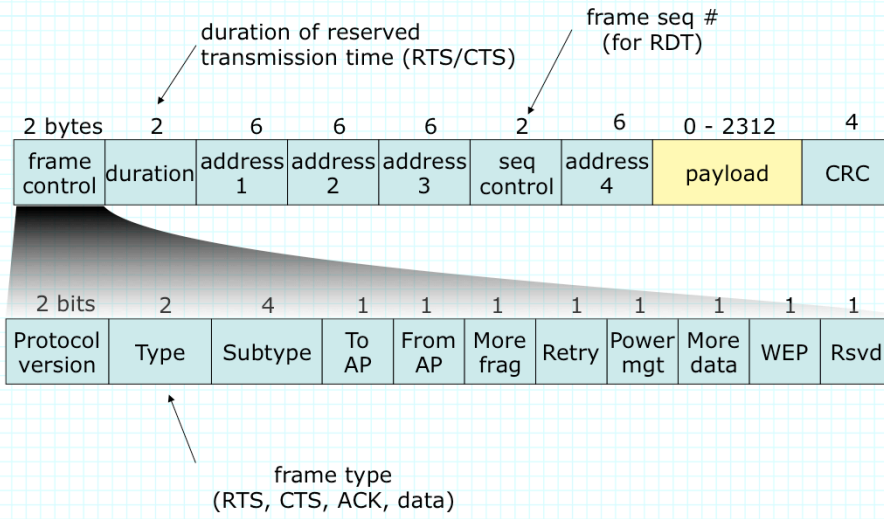 duration of reserved
transmission time (RTS/CTS)
frame seq #
(for RDT)
2 bytes 2 6 6 6 2 6 0 - 2312 4
frame
control
duration
address
1
address
2
address
3
seq
control
address
4
payload
CRC
2 bits 2 4 1 1 1 1 1 1 1 1
Protocol
version
Type
Subtype
To
AP
From
AP
More
frag
Retry
Power
mgt
More
data
WEP
Rsvd
frame type
(RTS, CTS, ACK, data)